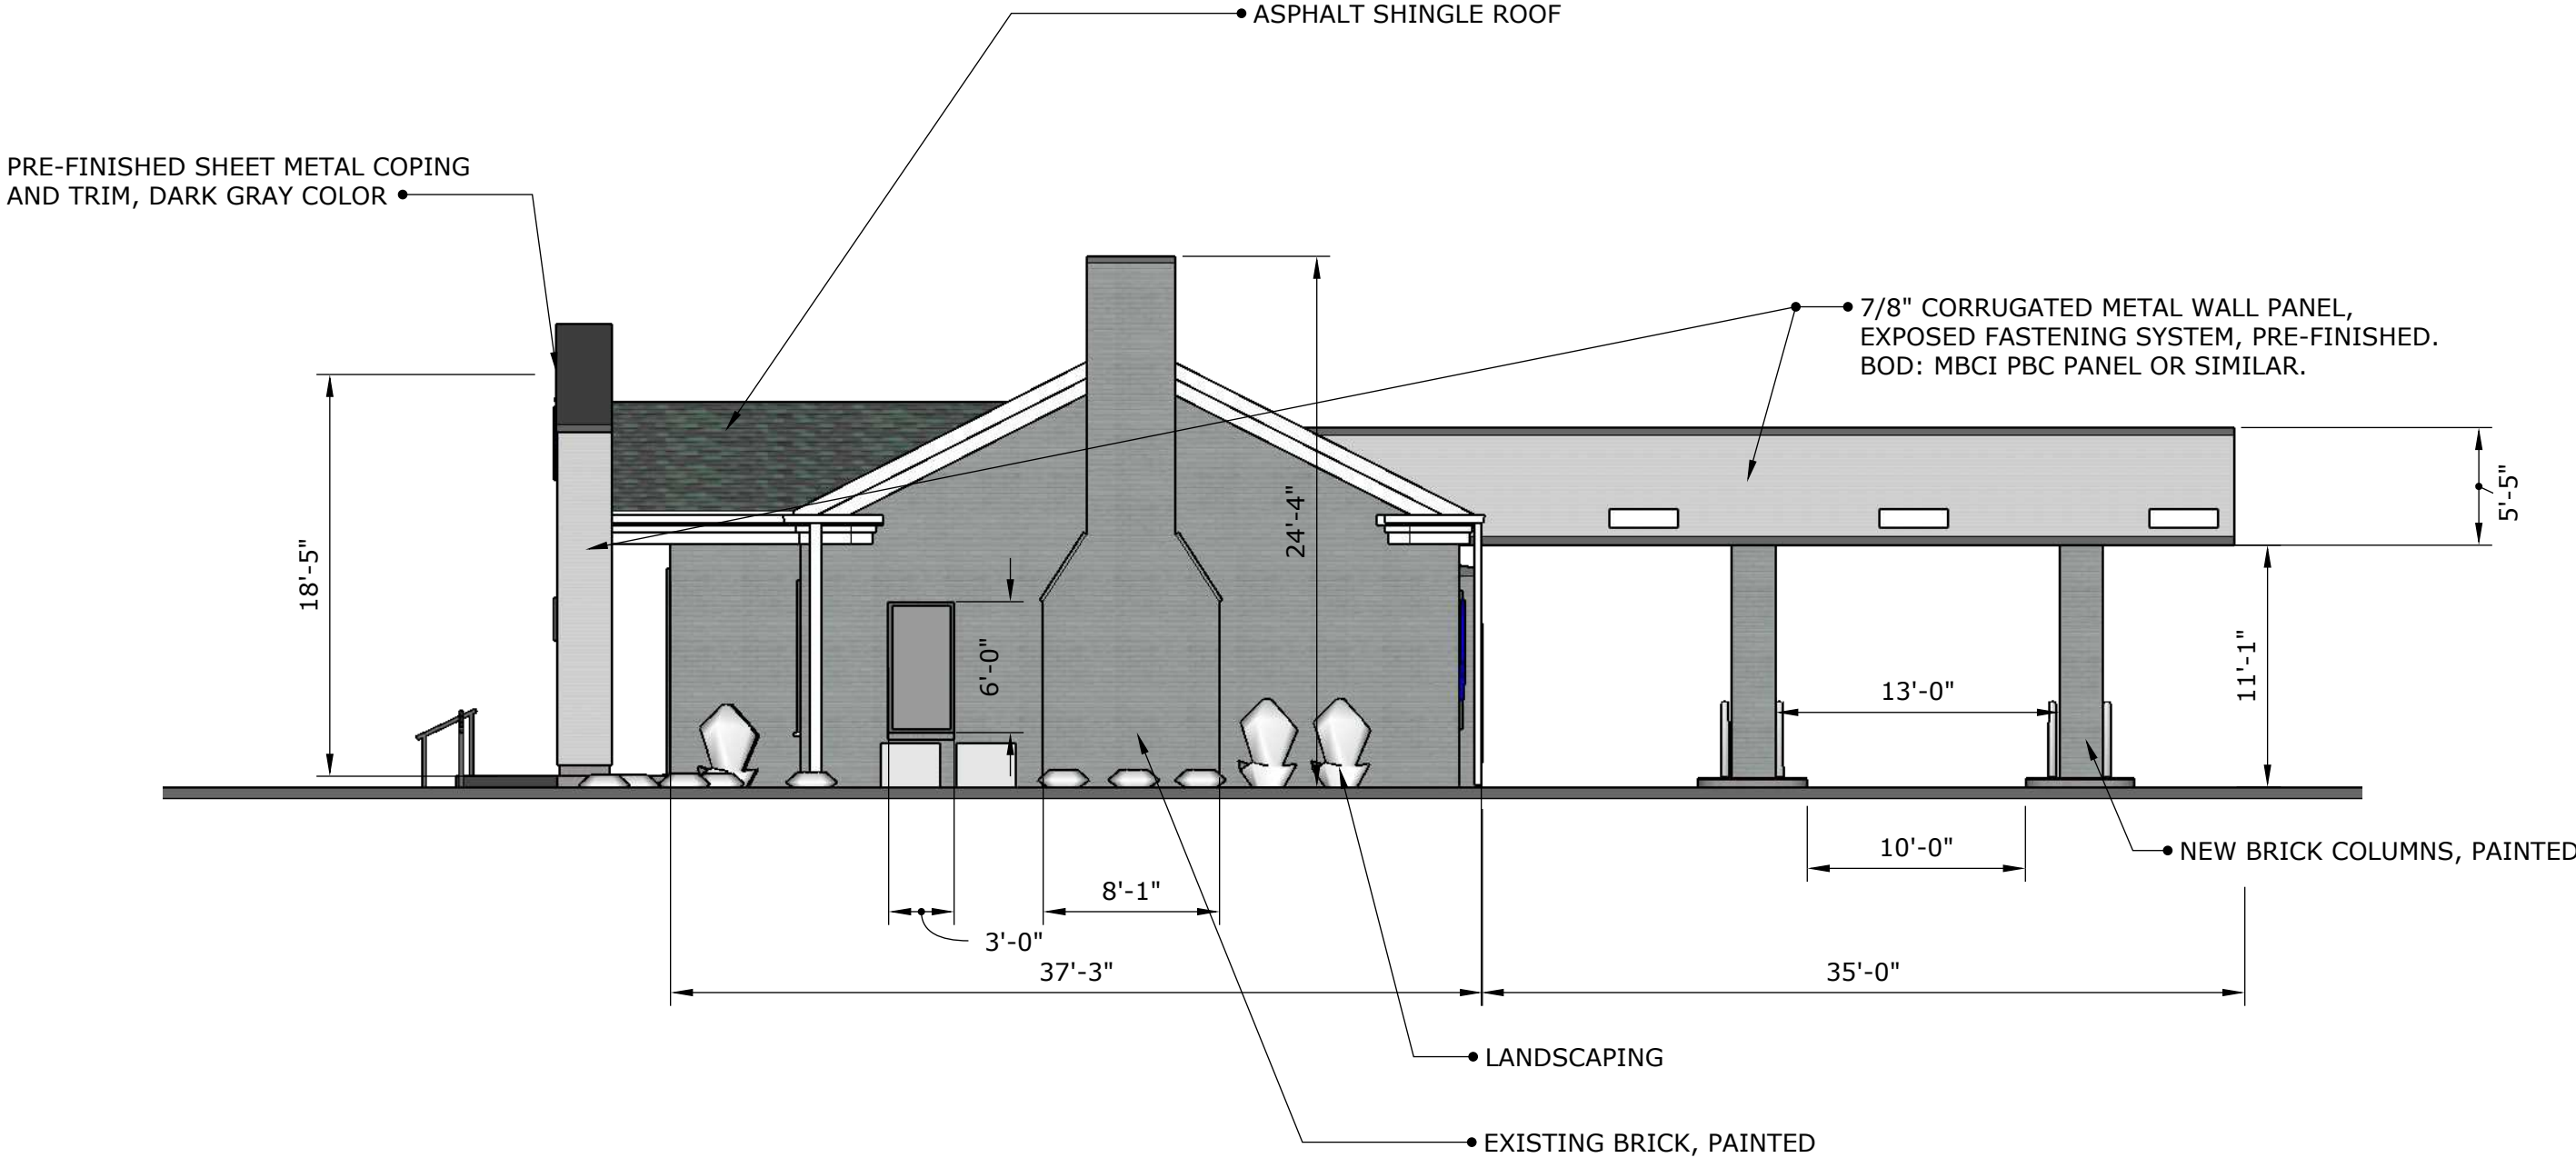 ASPHALT SHINGLE ROOF
PRE-FINISHED SHEET METAL COPING
AND TRIM, DARK GRAY COLOR
7/8" CORRUGATED METAL WALL PANEL,
EXPOSED FASTENING SYSTEM, PRE-FINISHED.
BOD: MBCI PBC PANEL OR SIMILAR.
18'-5"
24'-4"
5'-5"
6'-0"
11'-1"
13'-0"
10'-0"
NEW BRICK COLUMNS, PAINTED
8'-1"
3'-0"
37'-3"
35'-0"
LANDSCAPING
EXISTING BRICK, PAINTED